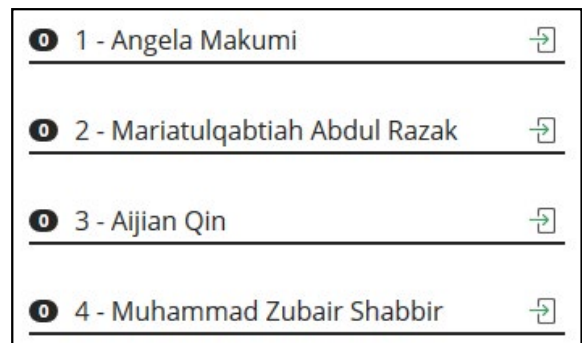 0 1 - Angela Makumi
0 2 - Mariatulqabtiah Abdul Razak
0 3 - Aijian Qin
0 4 - Muhammad Zubair Shabbir